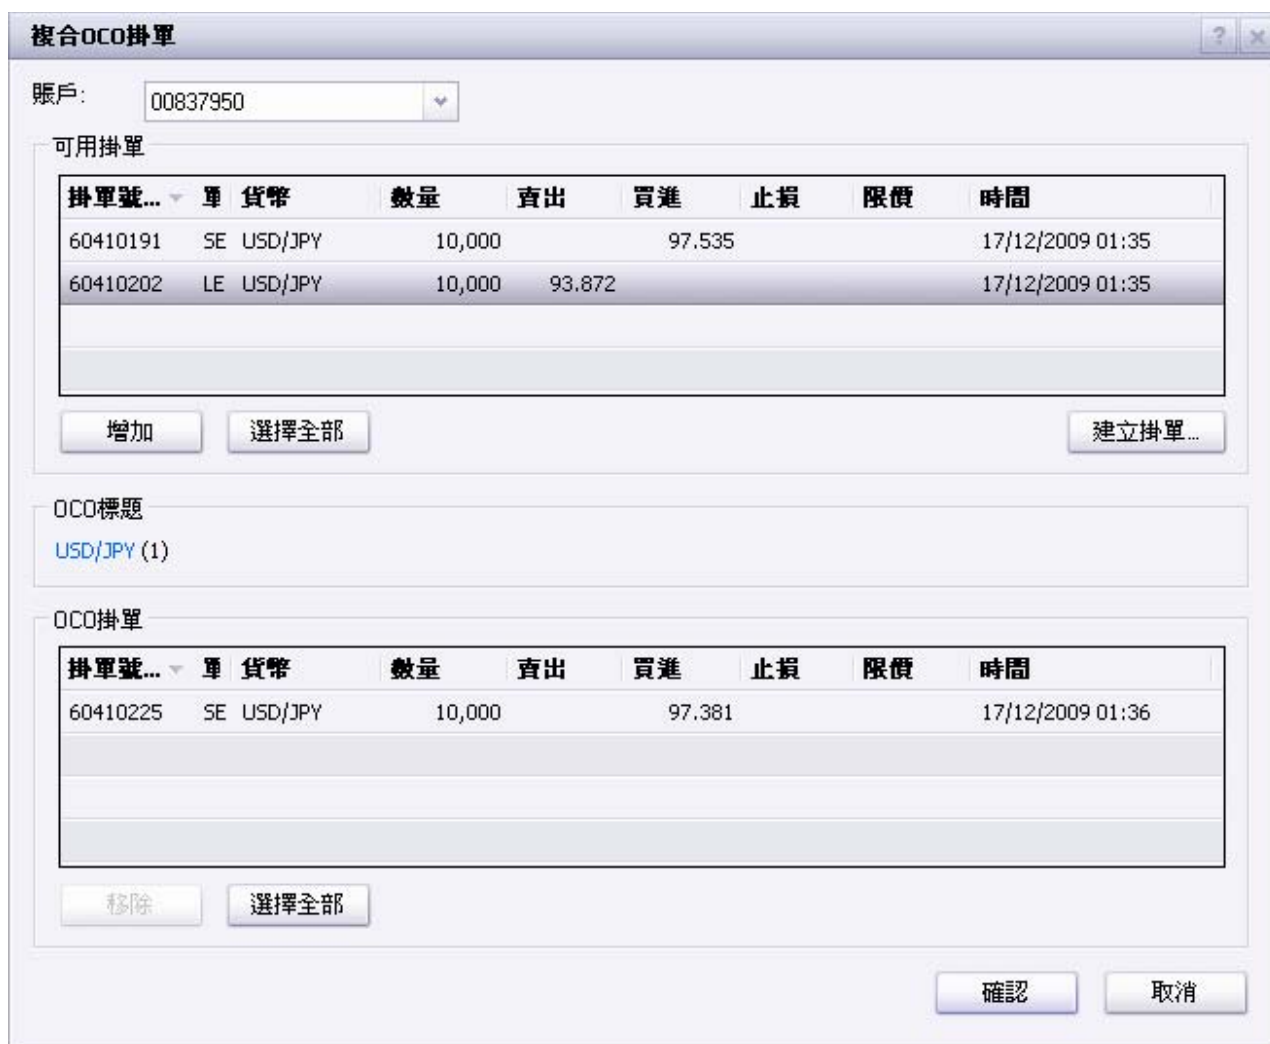 複合OCO掛單
賬戶: 00837950
可用掛單
掛單號... 單 貨幣 數量 賣出 買進 止損 限價 時間
60410191 SE USD/JPY 10,000 97.535 17/12/2009 01:35
60410202 LE USD/JPY 10,000 93.872 17/12/2009 01:35
增加 選擇全部 建立掛單...
OCO標題
USD/JPY (1)
OCO掛單
掛單號... 單 貨幣 數量 賣出 買進 止損 限價 時間
60410225 SE USD/JPY 10,000 97.381 17/12/2009 01:36
移除 選擇全部
確認 取消